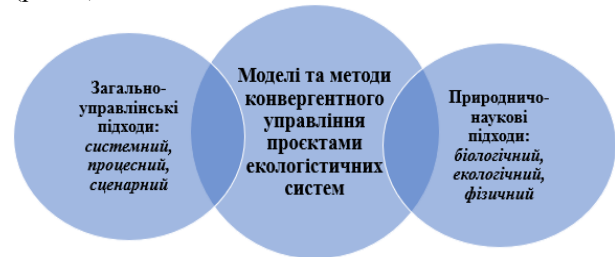 Загально-
управлінські
підходи:
системний,
процесний,
сценарний
Моделі та методи
конвергентного
управління
проєктами
екологістичних
систем
Природничо-
наукові
підходи:
біологічний,
екологічний,
фізичний